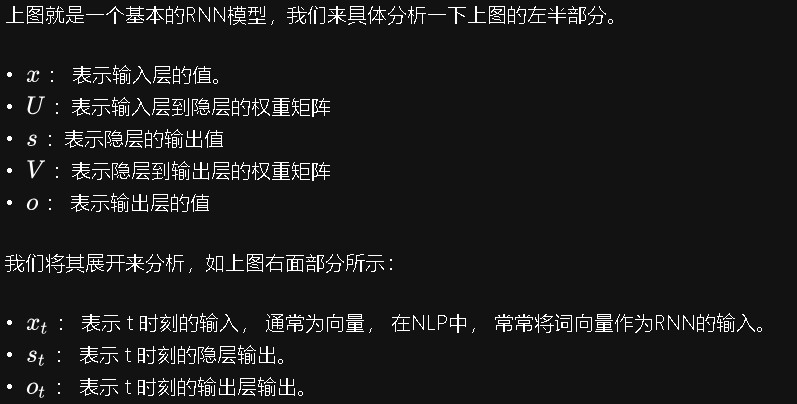 上图就是一个基本的RNN模型，我们来具体分析一下上图的左半部分。
• x ： 表示输入层的值。
• U ：表示输入层到隐层的权重矩阵
• s ：表示隐层的输出值
• V ：表示隐层到输出层的权重矩阵
• o ： 表示输出层的值
我们将其展开来分析，如上图右面部分所示：
• x_t ： 表示 t 时刻的输入， 通常为向量， 在NLP中， 常常将词向量作为RNN的输入。
• s_t ： 表示 t 时刻的隐层输出。
• o_t ： 表示 t 时刻的输出层输出。